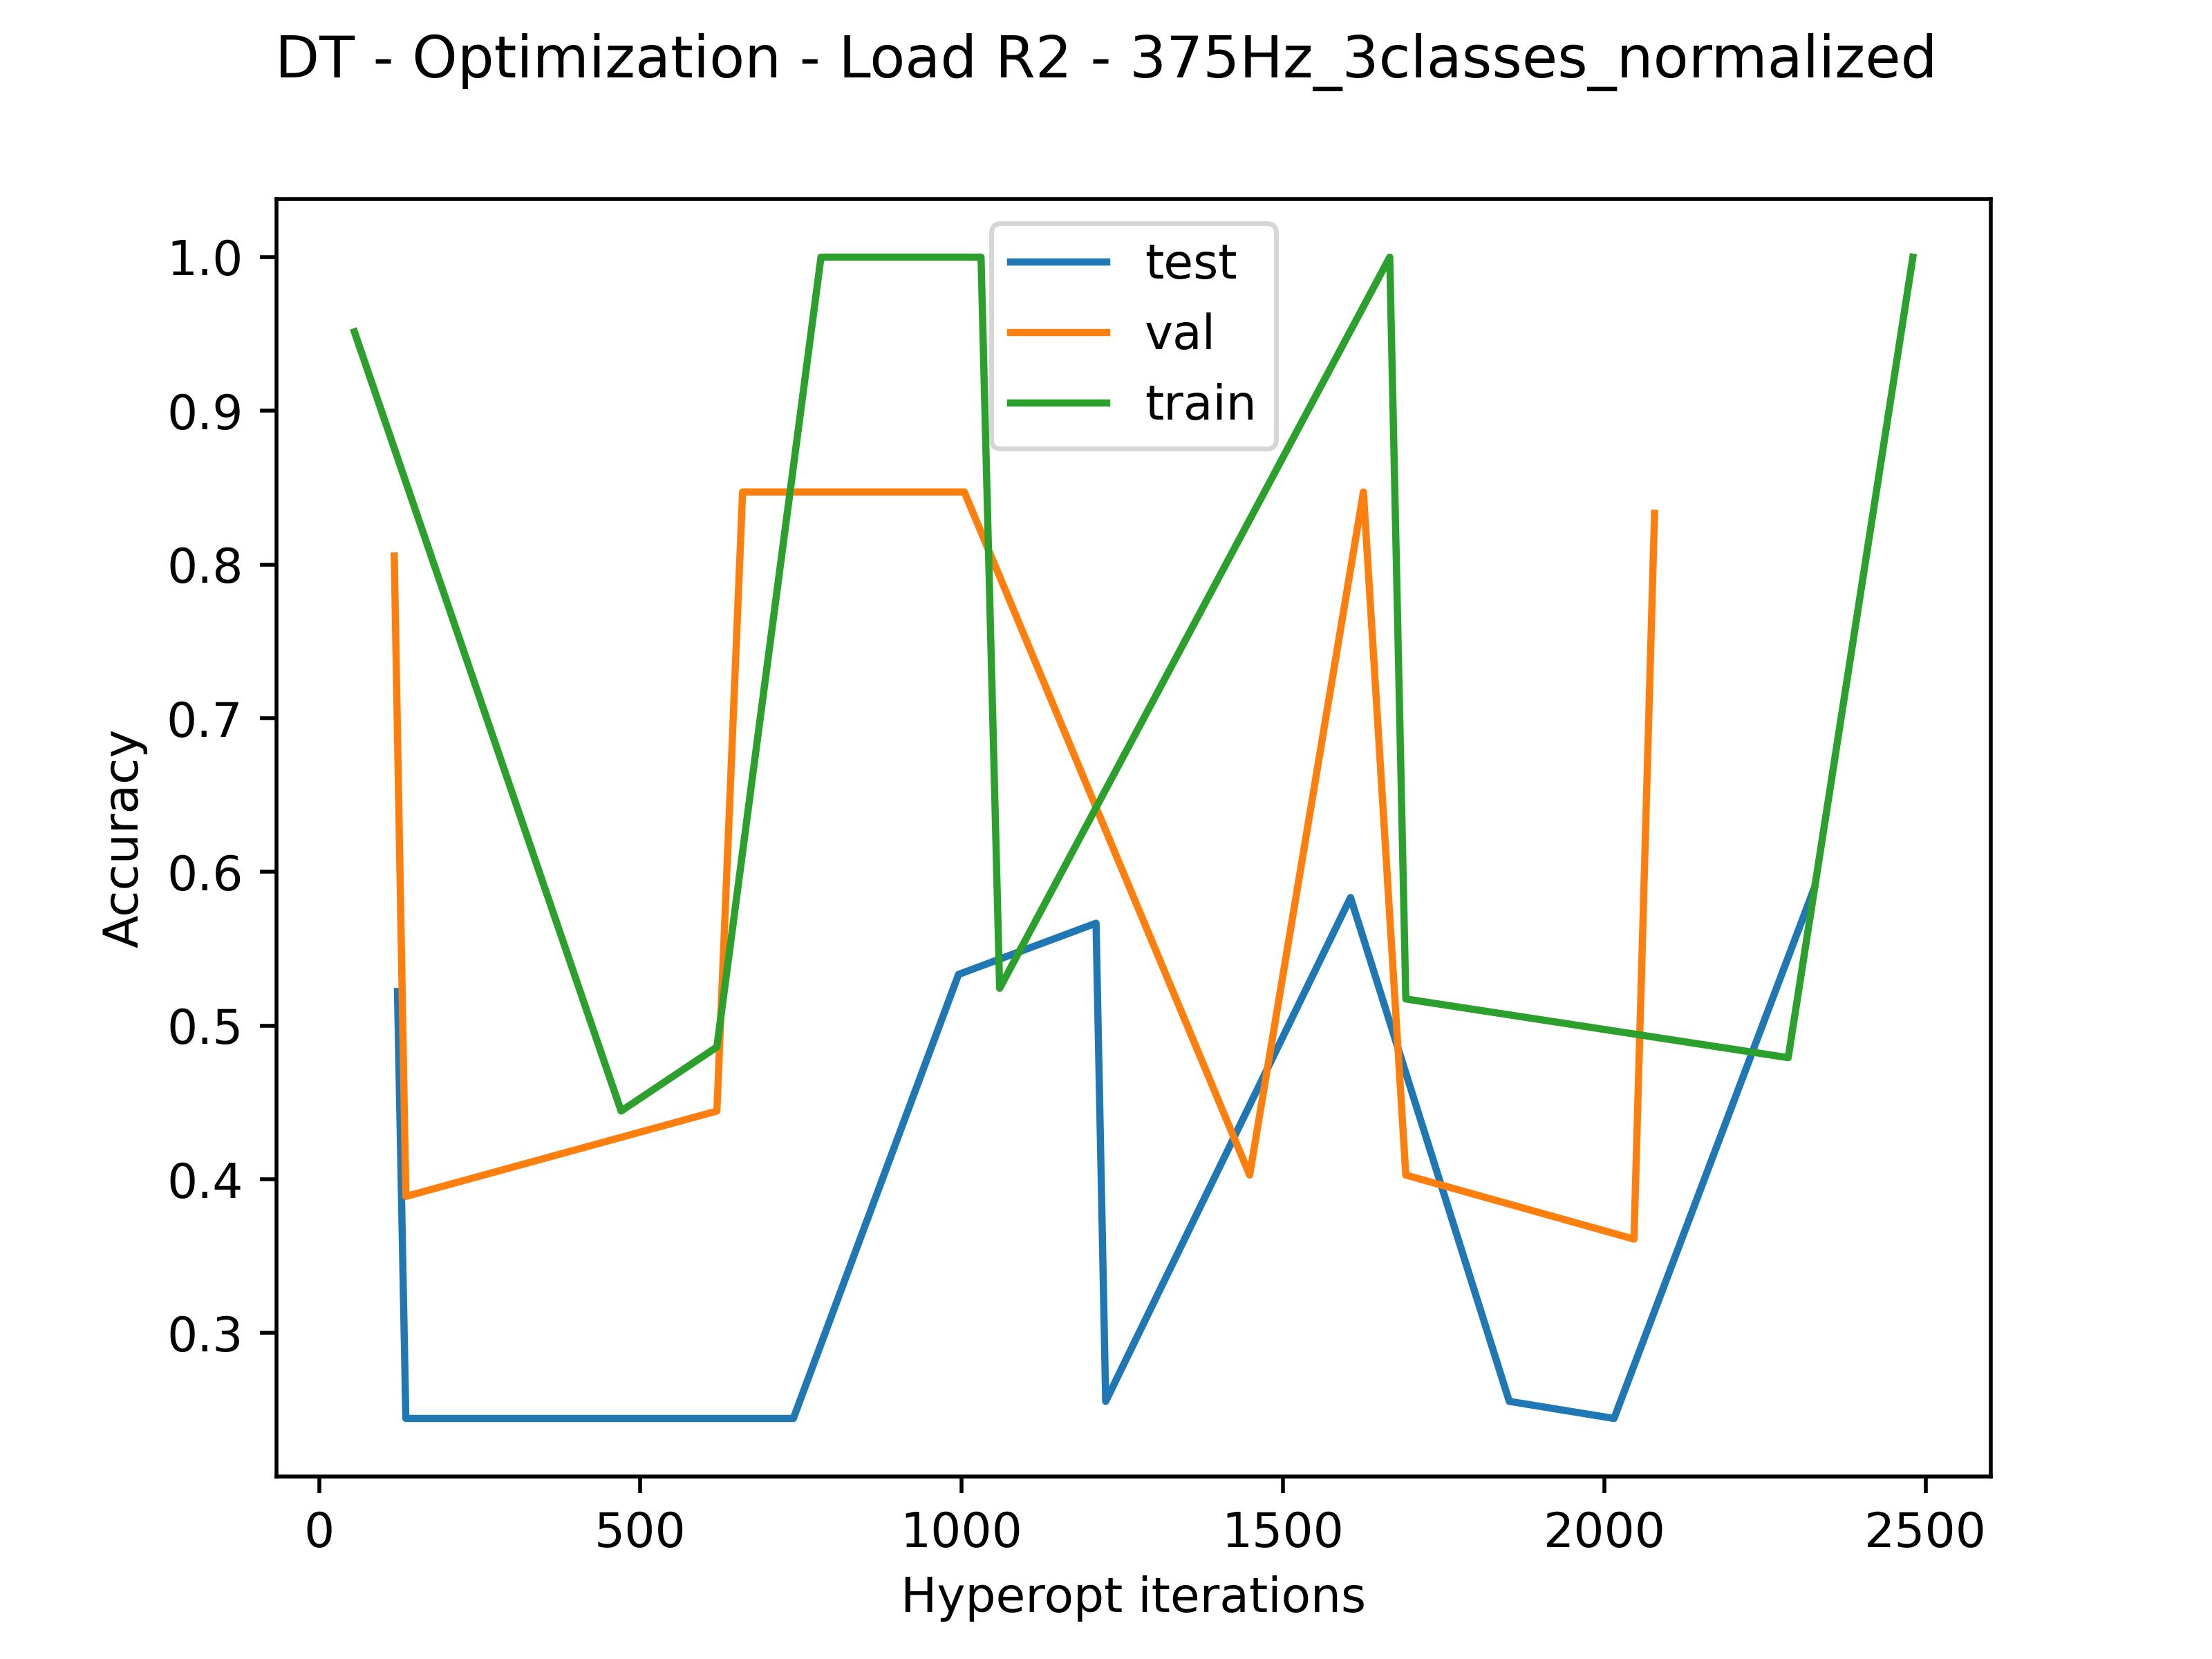 DT - Optimization - Load R2 - 375Hz_3classes_normalized
test
val
train
1.0
0.9
0.8
0.7
0.6
0.5
0.4
0.3
Accuracy
0 500 1000 1500 2000 2500
Hyperopt iterations